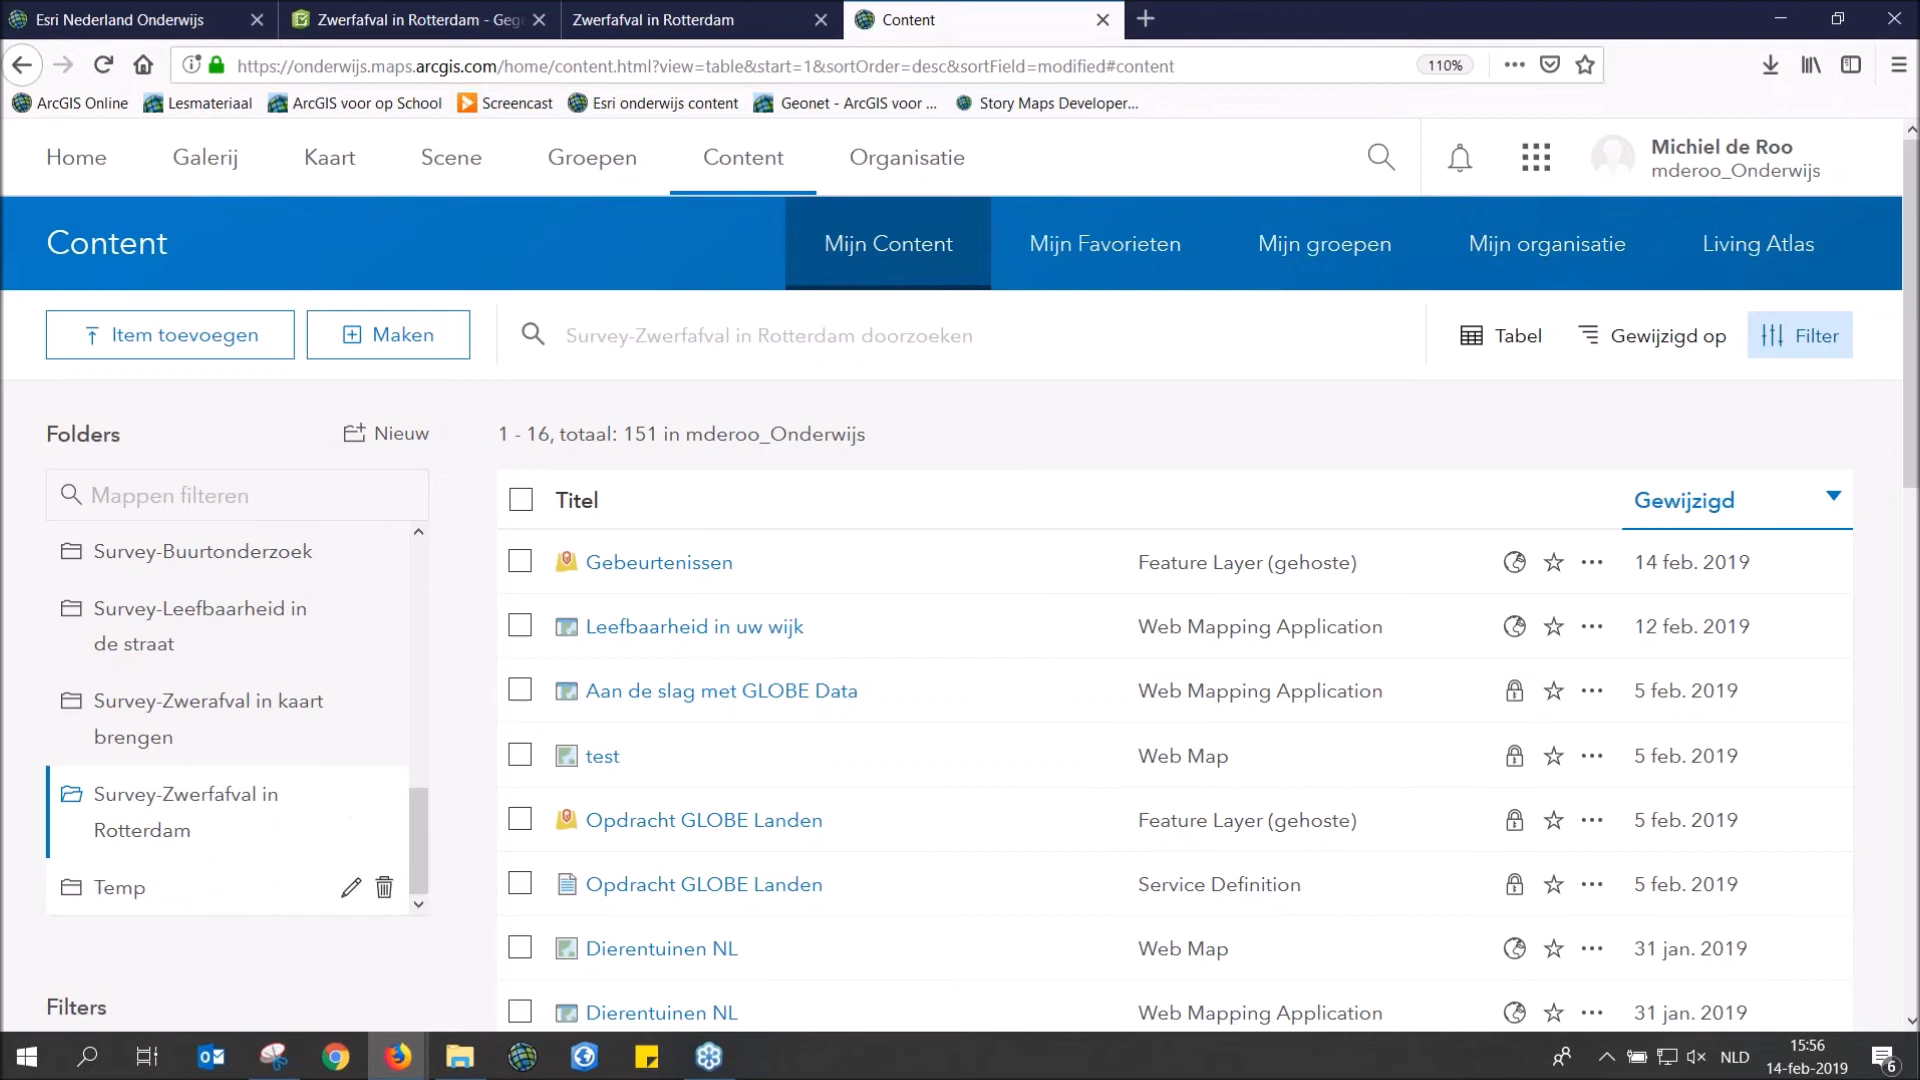 Esri Nederland Onderwijs
Zwerfafval in Rotterdam - Geg
Zwerfafval in Rotterdam
Content
https://onderwijs.maps.arcgis.com/home/content.html?view=table&start=1&sortOrder=desc&sortField=modified#content
110%
ArcGIS Online
Lesmateriaal
ArcGIS voor op School
Screencast
Esri onderwijs content
Geonet - ArcGIS voor ...
Story Maps Developer...
Home
Galerij
Kaart
Scene
Groepen
Content
Organisatie
Michiel de Roo
mderoo_Onderwijs
Content
Mijn Content
Mijn Favorieten
Mijn groepen
Mijn organisatie
Living Atlas
Item toevoegen
Maken
Survey-Zwerfafval in Rotterdam doorzoeken
Tabel
Gewijzigd op
Filter
Folders
Nieuw
Mappen filteren
Survey-Buurtonderzoek
Survey-Leefbaarheid in
de straat
Survey-Zwerafval in kaart
brengen
Survey-Zwerfafval in
Rotterdam
Temp
Filters
1 - 16, totaal: 151 in mderoo_Onderwijs
Titel
Gewijzigd
Gebeurtenissen Feature Layer (gehoste) 14 feb. 2019
Leefbaarheid in uw wijk Web Mapping Application 12 feb. 2019
Aan de slag met GLOBE Data Web Mapping Application 5 feb. 2019
test Web Map 5 feb. 2019
Opdracht GLOBE Landen Feature Layer (gehoste) 5 feb. 2019
Opdracht GLOBE Landen Service Definition 5 feb. 2019
Dierentuinen NL Web Map 31 jan. 2019
Dierentuinen NL Web Mapping Application 31 jan. 2019
NLD
15:56
14-feb-2019
6